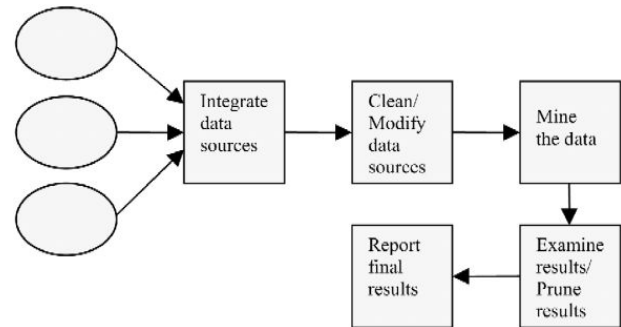 Integrate
data
sources
Clean/
Modify
data
sources
Mine
the data
Examine
results/
Prune
results
Report
final
results